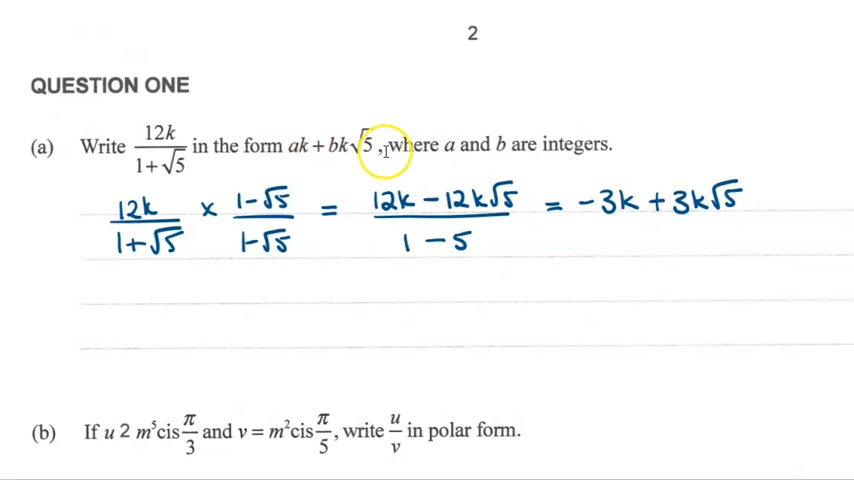 2
QUESTION ONE
(a) Write 12k/(1+√5) in the form ak + bk√5 , where a and b are integers.
12k/(1+√5) × (1-√5)/(1-√5) = (12k - 12k√5)/(1 - 5) = -3k + 3k√5
(b) If u 2 m⁵cis π/3 and v = m²cis π/5, write u/v in polar form.